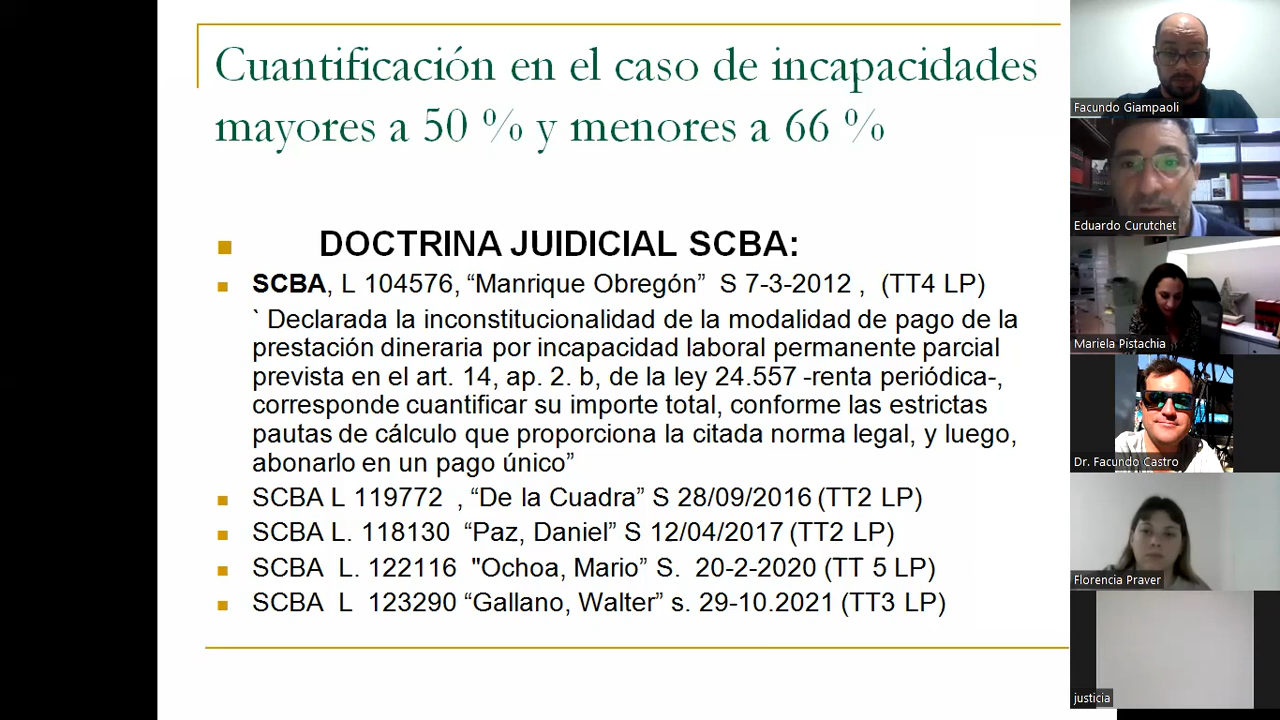 Cuantificación en el caso de incapacidades
mayores a 50 % y menores a 66 %
DOCTRINA JUIDICIAL SCBA:
SCBA, L 104576, “Manrique Obregón” S 7-3-2012 , (TT4 LP)
` Declarada la inconstitucionalidad de la modalidad de pago de la
prestación dineraria por incapacidad laboral permanente parcial
prevista en el art. 14, ap. 2. b, de la ley 24.557 -renta periódica-,
corresponde cuantificar su importe total, conforme las estrictas
pautas de cálculo que proporciona la citada norma legal, y luego,
abonarlo en un pago único”
SCBA L 119772 , “De la Cuadra” S 28/09/2016 (TT2 LP)
SCBA L. 118130 “Paz, Daniel” S 12/04/2017 (TT2 LP)
SCBA L. 122116 "Ochoa, Mario” S. 20-2-2020 (TT 5 LP)
SCBA L 123290 “Gallano, Walter” s. 29-10.2021 (TT3 LP)
Facundo Giampaoli
Eduardo Curutchet
Mariela Pistachia
Dr. Facundo Castro
Florencia Praver
justicia